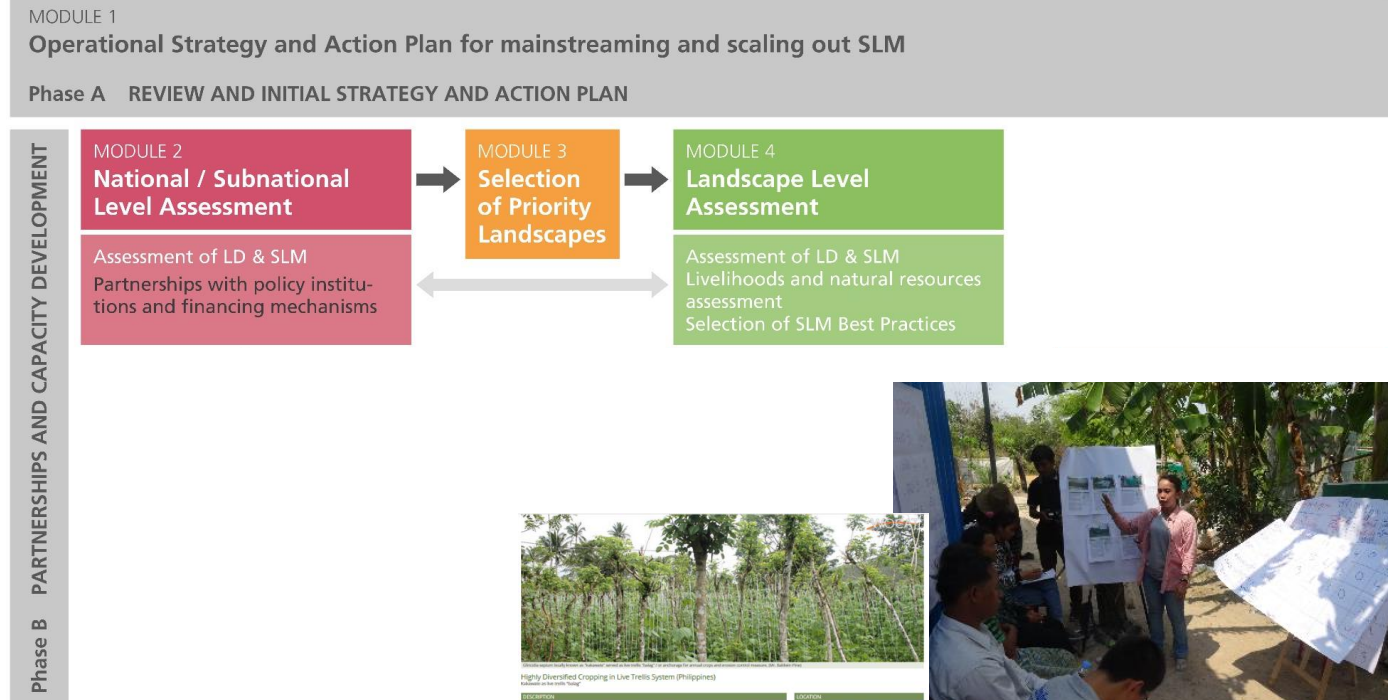 MODULE 1
Operational Strategy and Action Plan for mainstreaming and scaling out SLM
Phase A REVIEW AND INITIAL STRATEGY AND ACTION PLAN
Phase B PARTNERSHIPS AND CAPACITY DEVELOPMENT
MODULE 2
National / Subnational
Level Assessment
Assessment of LD & SLM
Partnerships with policy institu-
tions and financing mechanisms
MODULE 3
Selection
of Priority
Landscapes
MODULE 4
Landscape Level
Assessment
Assessment of LD & SLM
Livelihoods and natural resources
assessment
Selection of SLM Best Practices
Highly Diversified Cropping in Live Trellis System (Philippines)
DESCRIPTION
LOCATION